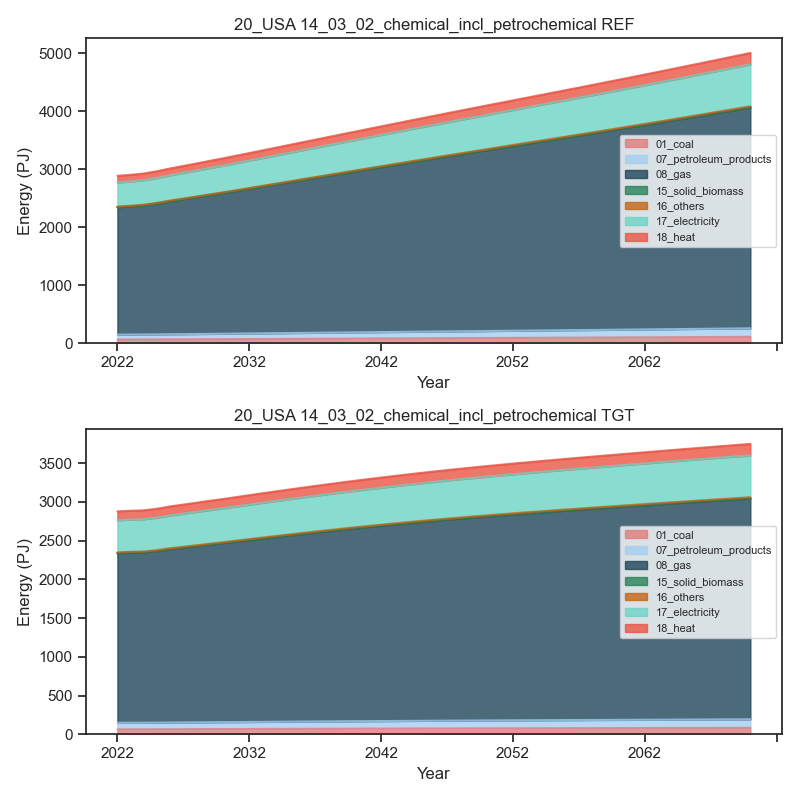 20_USA 14_03_02_chemical_incl_petrochemical REF
5000
4000
3000
2000
1000
0
Energy (PJ)
01_coal
07_petroleum_products
08_gas
15_solid_biomass
16_others
17_electricity
18_heat
2022 2032 2042 2052 2062
Year
20_USA 14_03_02_chemical_incl_petrochemical TGT
3500
3000
2500
2000
1500
1000
500
0
Energy (PJ)
01_coal
07_petroleum_products
08_gas
15_solid_biomass
16_others
17_electricity
18_heat
2022 2032 2042 2052 2062
Year